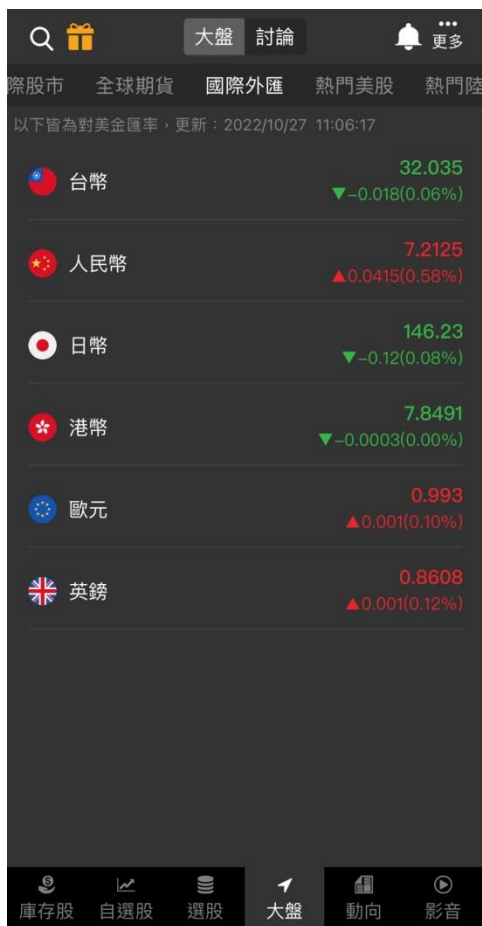 大盤 討論
更多
際股市 全球期貨 國際外匯 熱門美股 熱門陸
以下皆為對美金匯率，更新：2022/10/27 11:06:17
台幣
32.035
▼-0.018(0.06%)
人民幣
7.2125
▲0.0415(0.58%)
日幣
146.23
▼-0.12(0.08%)
港幣
7.8491
▼-0.0003(0.00%)
歐元
0.993
▲0.001(0.10%)
英鎊
0.8608
▲0.001(0.12%)
庫存股 自選股 選股 大盤 動向 影音